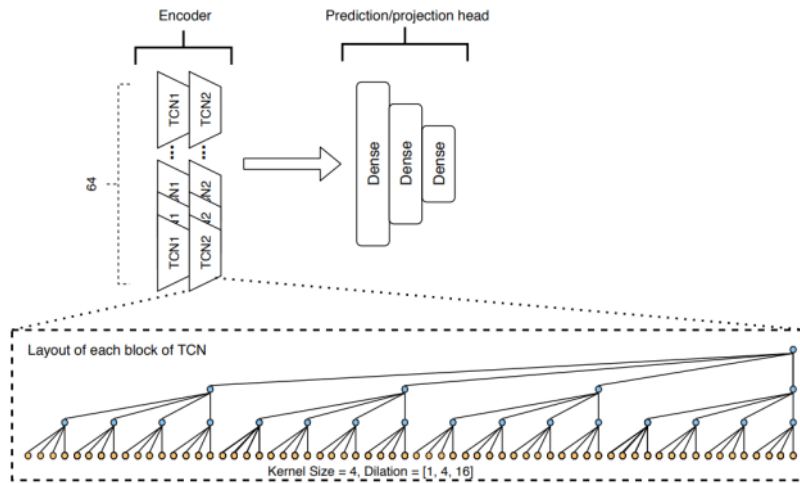 Encoder
Prediction/projection head
64
TCN1
TCN2
TCN1
TCN2
Dense
Dense
Dense
Layout of each block of TCN
Kernel Size = 4, Dilation = [1, 4, 16]